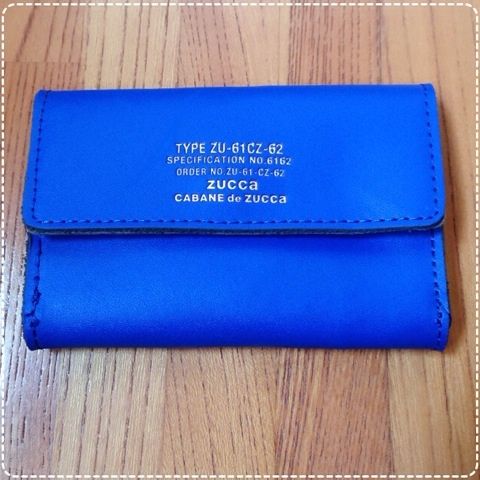 TYPE ZU-61CZ-62
SPECIFICATION NO.6162
ORDER NO.ZU-61-CZ-62
zucca
CABANE de zucca